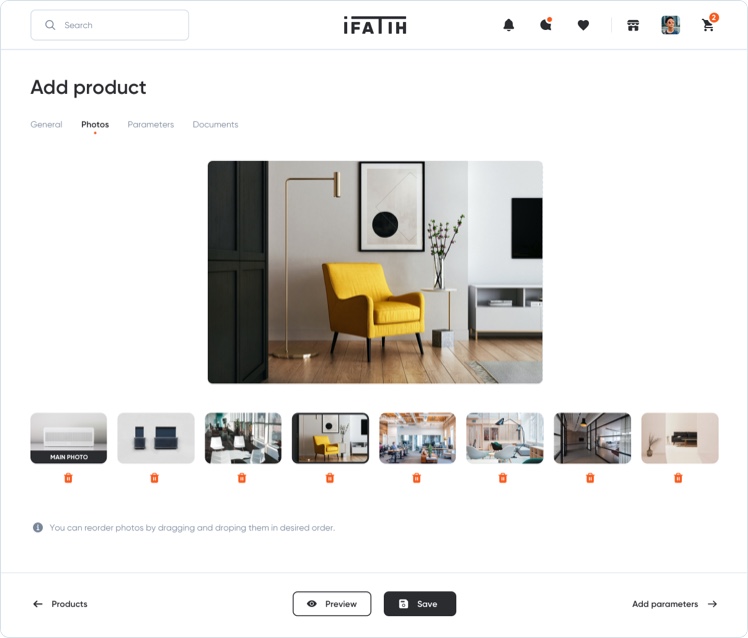 Search
iFATIH
2
Add product
General
Photos
Parameters
Documents
MAIN PHOTO
You can reorder photos by dragging and droping them in desired order.
Products
Preview
Save
Add parameters